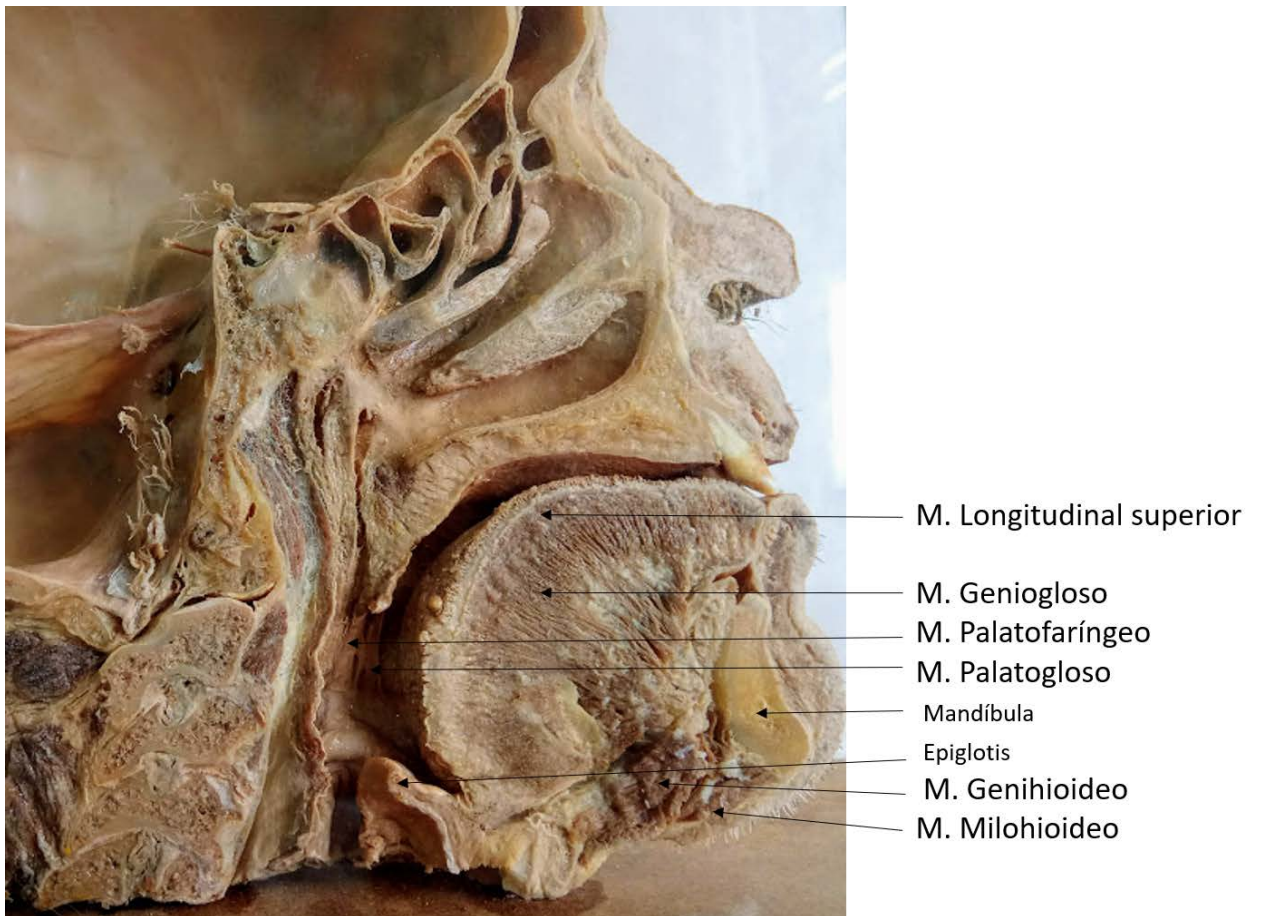 M. Longitudinal superior
M. Geniogloso
M. Palatofaríngeo
M. Palatogloso
Mandíbula
Epiglotis
M. Genihioideo
M. Milohioideo